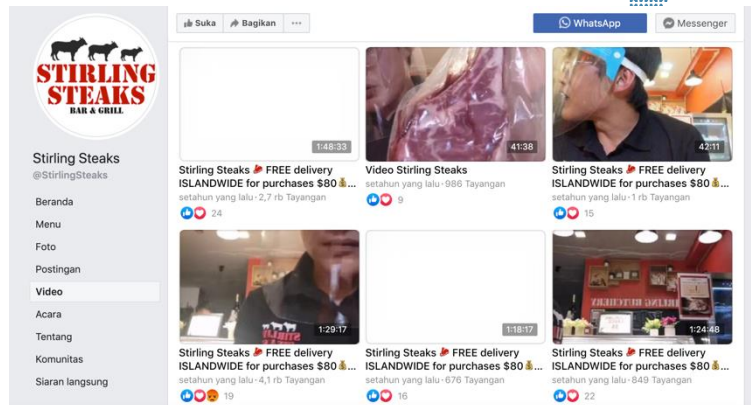 Suka
Bagikan
WhatsApp
Messenger
STIRLING
STEAKS
BAR & GRILL
Stirling Steaks
@StirlingSteaks
Beranda
Menu
Foto
Postingan
Video
Acara
Tentang
Komunitas
Siaran langsung
1:48:33
Stirling Steaks 🥩 FREE delivery
ISLANDWIDE for purchases $80💰...
setahun yang lalu · 2,7 rb Tayangan
24
41:38
Video Stirling Steaks
setahun yang lalu · 986 Tayangan
9
42:11
Stirling Steaks 🥩 FREE delivery
ISLANDWIDE for purchases $80💰...
setahun yang lalu · 1 rb Tayangan
15
1:29:17
Stirling Steaks 🥩 FREE delivery
ISLANDWIDE for purchases $80💰...
setahun yang lalu · 4,1 rb Tayangan
19
1:18:17
Stirling Steaks 🥩 FREE delivery
ISLANDWIDE for purchases $80💰...
setahun yang lalu · 676 Tayangan
16
1:24:48
Stirling Steaks 🥩 FREE delivery
ISLANDWIDE for purchases $80💰...
setahun yang lalu · 849 Tayangan
22